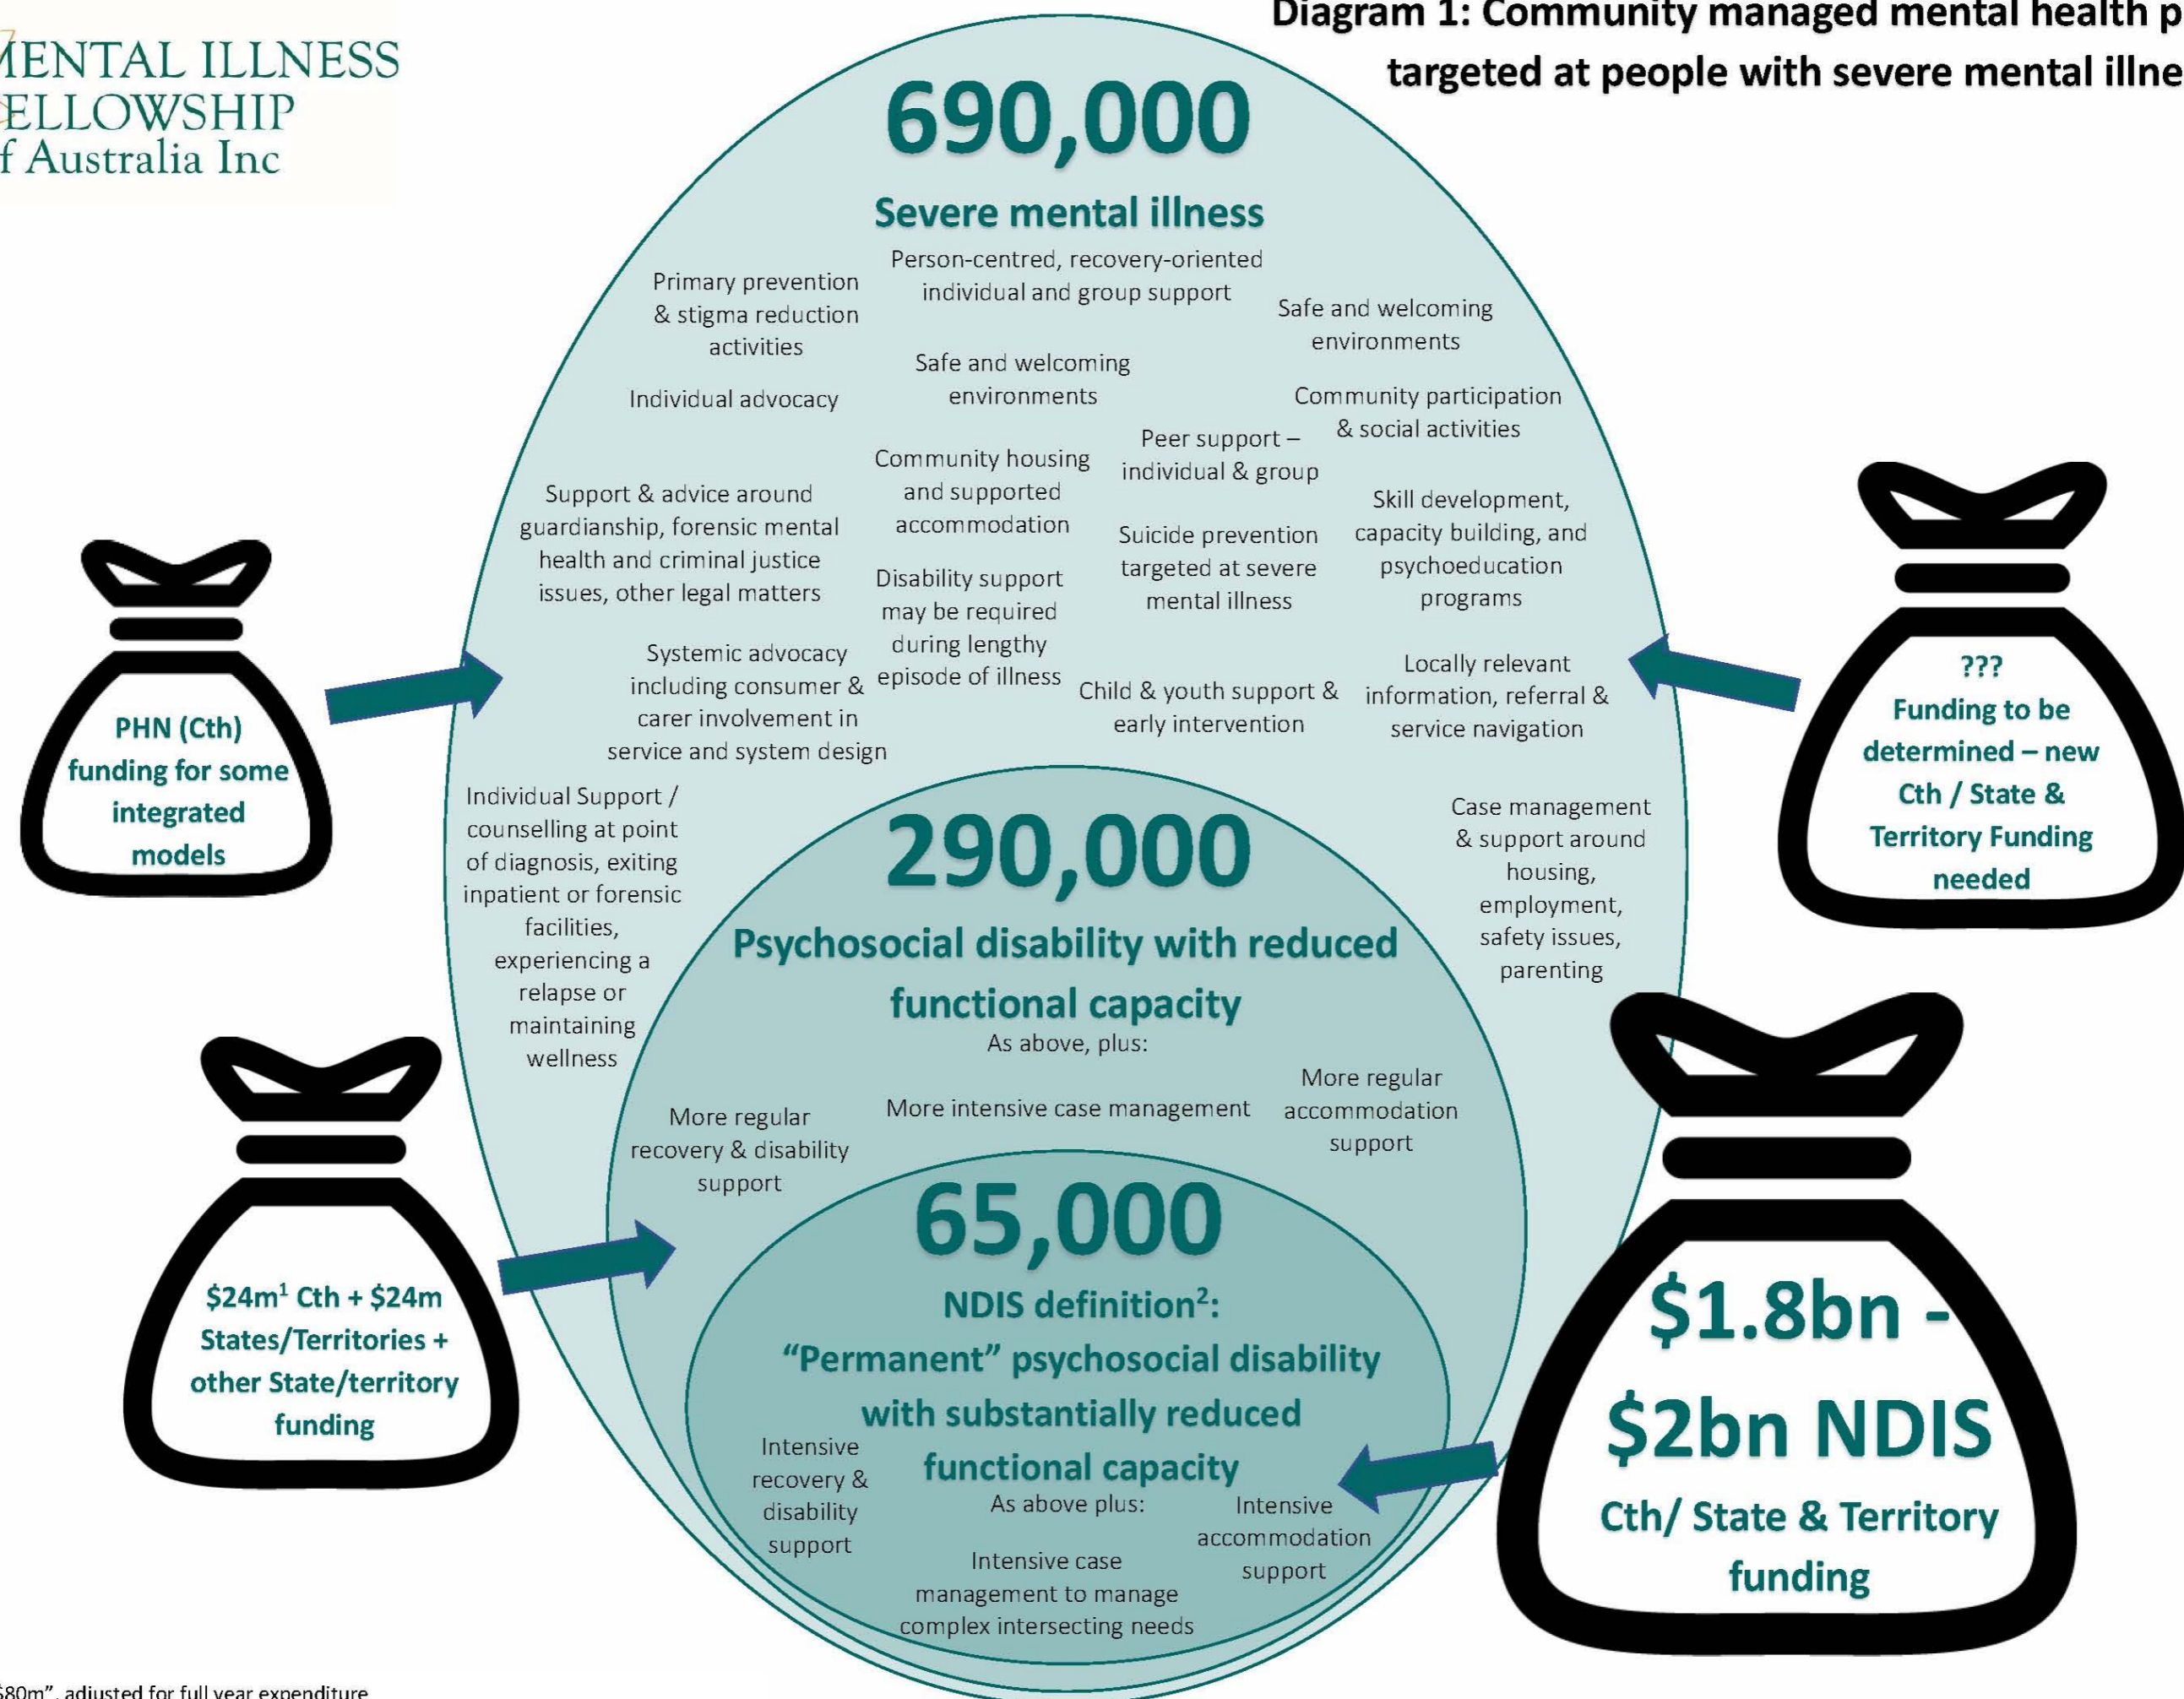 MENTAL ILLNESS
FELLOWSHIP
of Australia Inc
Diagram 1: Community managed mental health p
targeted at people with severe mental illne
690,000
Severe mental illness
Person-centred, recovery-oriented
individual and group support
Primary prevention
& stigma reduction
activities
Safe and welcoming
environments
Safe and welcoming
environments
Individual advocacy
Community participation
& social activities
Peer support –
individual & group
Community housing
and supported
accommodation
Support & advice around
guardianship, forensic mental
health and criminal justice
issues, other legal matters
Skill development,
capacity building, and
psychoeducation
programs
Suicide prevention
targeted at severe
mental illness
Disability support
may be required
during lengthy
episode of illness
Systemic advocacy
including consumer &
carer involvement in
service and system design
Child & youth support &
early intervention
Locally relevant
information, referral &
service navigation
PHN (Cth)
funding for some
integrated
models
???
Funding to be
determined – new
Cth / State &
Territory Funding
needed
Individual Support /
counselling at point
of diagnosis, exiting
inpatient or forensic
facilities,
experiencing a
relapse or
maintaining
wellness
Case management
& support around
housing,
employment,
safety issues,
parenting
290,000
Psychosocial disability with reduced
functional capacity
As above, plus:
More regular
recovery & disability
support
More intensive case management
More regular
accommodation
support
65,000
NDIS definition²:
“Permanent” psychosocial disability
with substantially reduced
functional capacity
As above plus:
Intensive
recovery &
disability
support
Intensive case
management to manage
complex intersecting needs
Intensive
accommodation
support
$24m¹ Cth + $24m
States/Territories +
other State/territory
funding
$1.8bn -
$2bn NDIS
Cth/ State & Territory
funding
$80m”, adjusted for full year expenditure